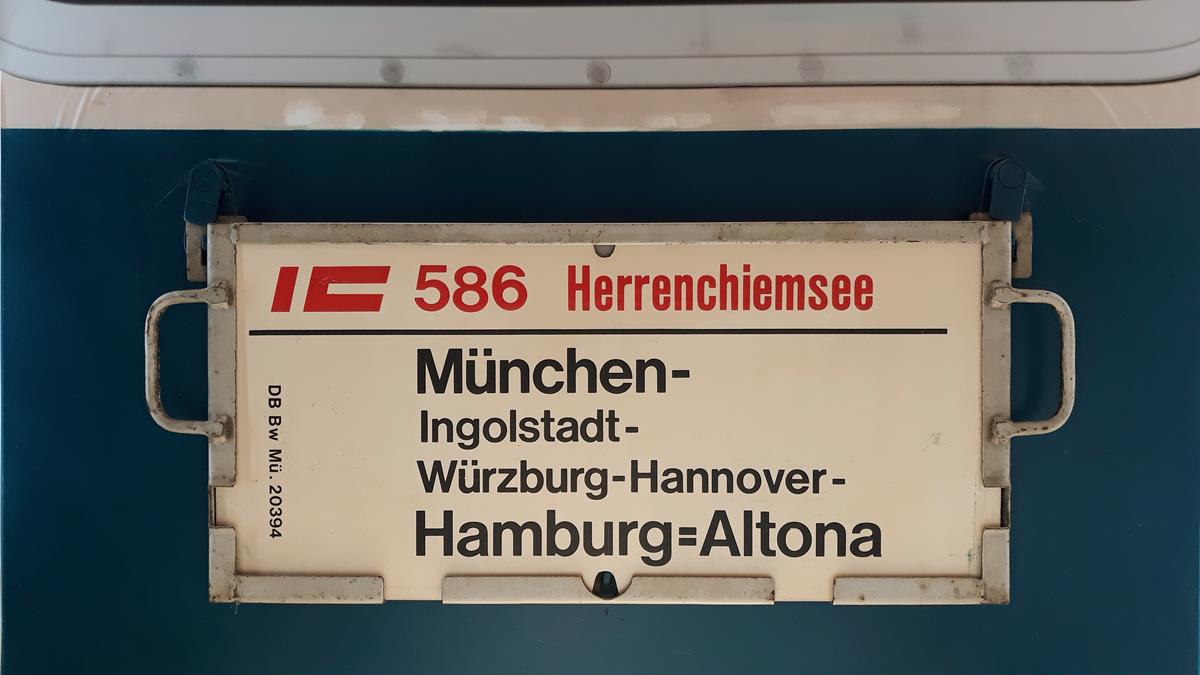 IC 586 Herrenchiemsee
München-
Ingolstadt-
Würzburg-Hannover-
Hamburg=Altona
DB Bw Mü. 20394